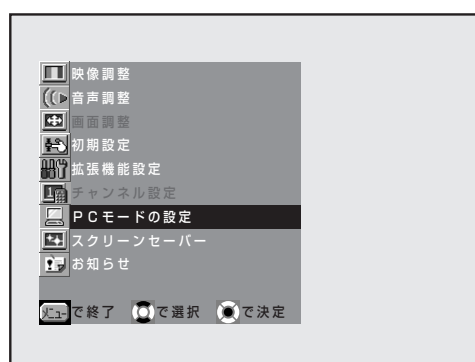 映像調整
音声調整
画面調整
初期設定
拡張機能設定
チャンネル設定
PCモードの設定
スクリーンセーバー
お知らせ
メニューで終了 で選択 で決定